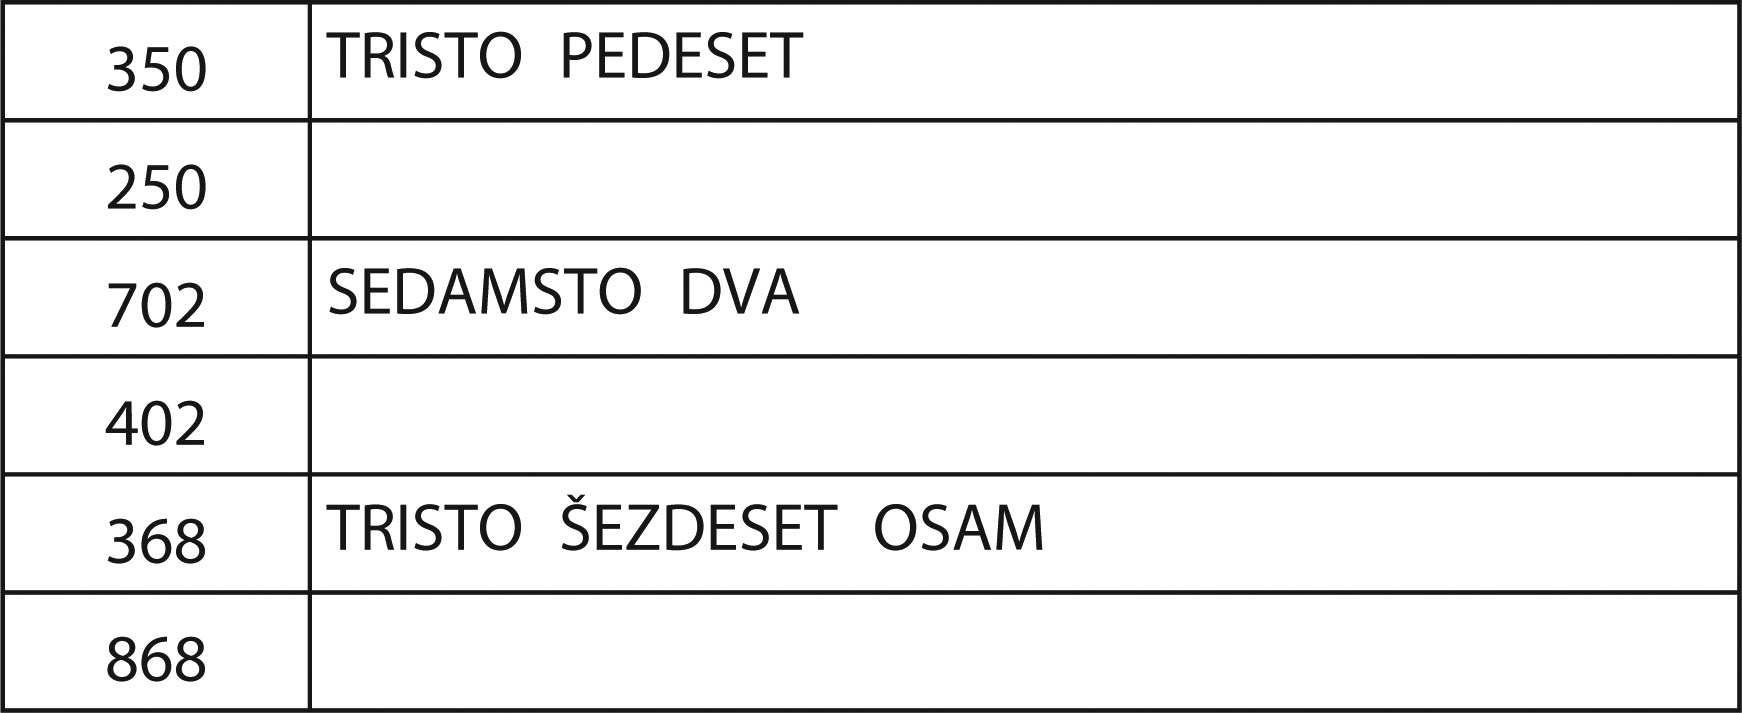 350 TRISTO PEDESET
250
702 SEDAMSTO DVA
402
368 TRISTO ŠEZDESET OSAM
868